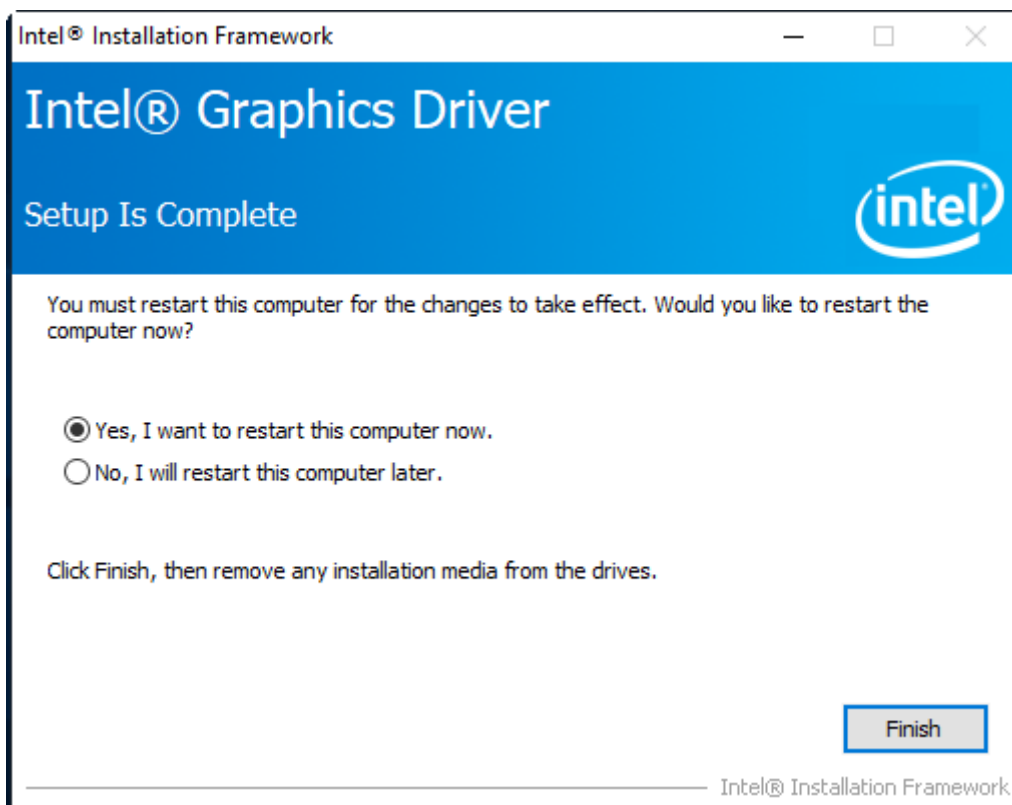 Intel® Installation Framework
Intel® Graphics Driver
Setup Is Complete
intel
You must restart this computer for the changes to take effect. Would you like to restart the
computer now?
Yes, I want to restart this computer now.
No, I will restart this computer later.
Click Finish, then remove any installation media from the drives.
Finish
Intel® Installation Framework